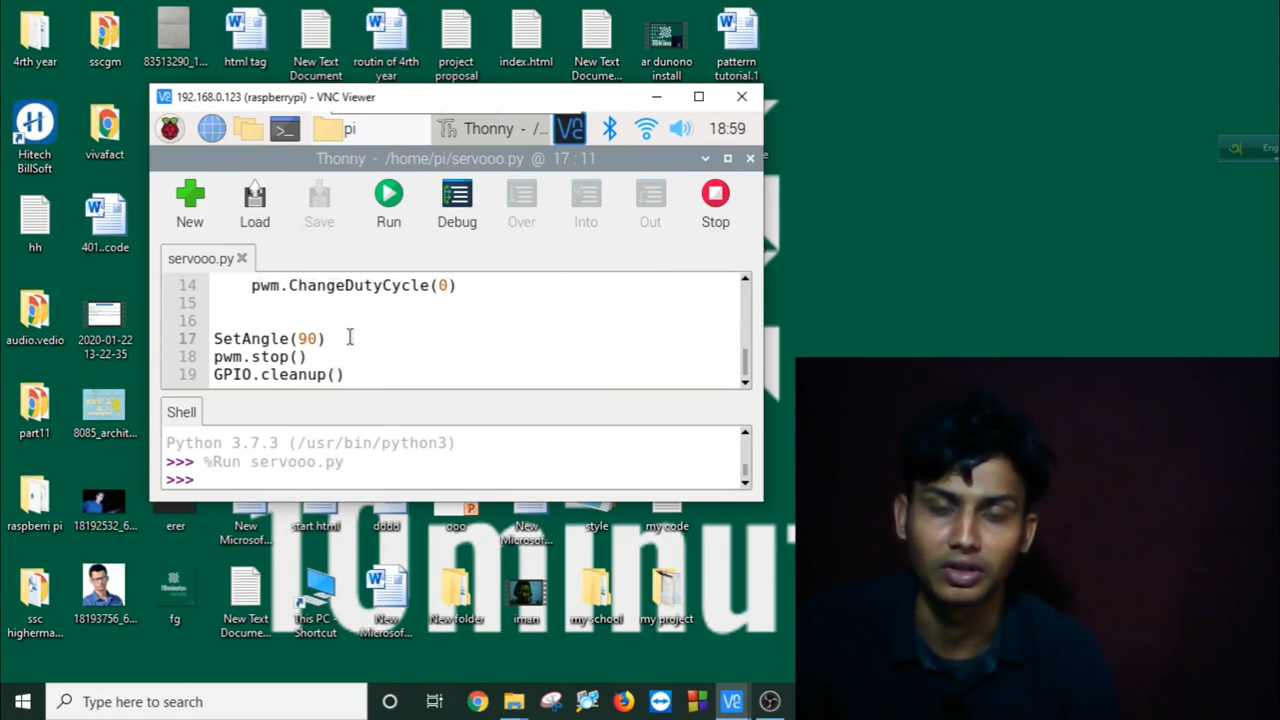 4rth year
sscgm
83513290_1...
html tag
New Text
Document
routin of 4rth
year
project
proposal
index.html
New Text
Docume...
ar dunono
install
patterrn
tutorial.1
192.168.0.123 (raspberrypi) - VNC Viewer
pi
Thonny - /...
18:59
Thonny - /home/pi/servooo.py @ 17:11
New
Load
Save
Run
Debug
Over
Into
Out
Stop
servooo.py
14 pwm.ChangeDutyCycle(0)
15
16
17 SetAngle(90)
18 pwm.stop()
19 GPIO.cleanup()
Shell
Python 3.7.3 (/usr/bin/python3)
>>> %Run servooo.py
>>>
Hitech
BillSoft
vivafact
hh
401..code
audio.vedio
2020-01-22
13-22-35
part11
8085_archit...
raspberri pi
18192532_6...
erer
New
Microsof...
start html
dddd
ooo
New
Microsof...
style
my code
10minut
ssc
higherma...
18193756_6...
fg
New Text
Docume...
This PC -
Shortcut
New
Microsof...
New folder
iman
my school
my project
Eng
Type here to search